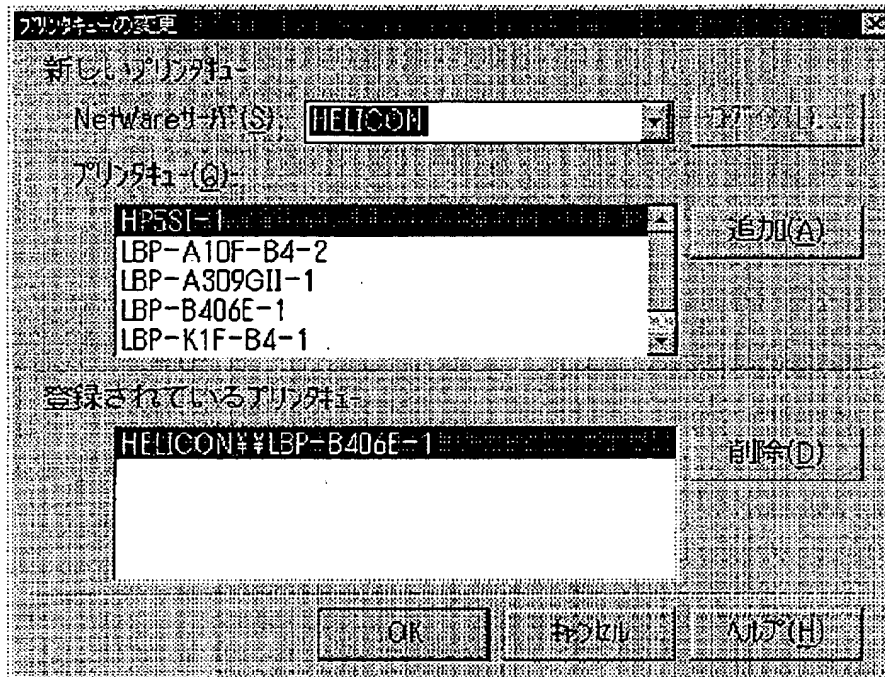 プリンタキューの変更
新しいプリンタキュー
NetWareサーバ(S) HELICON
プリンタキュー(Q)
HP5SI-1
LBP-A10F-B4-2
LBP-A309GII-1
LBP-B406E-1
LBP-K1F-B4-1
追加(A)
登録されているプリンタキュー
HELICON¥¥LBP-B406E-1
削除(D)
OK キャンセル ヘルプ(H)